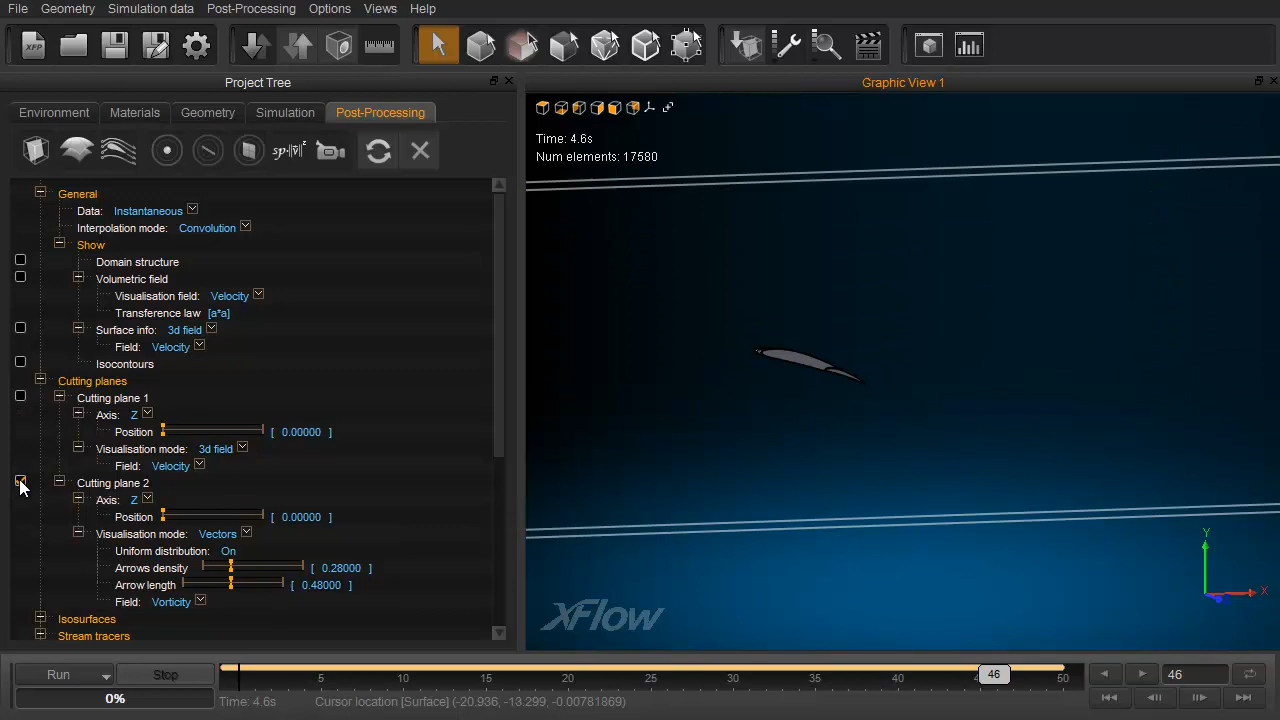 File Geometry Simulation data Post-Processing Options Views Help
XFP
Project Tree
Graphic View 1
Environment Materials Geometry Simulation Post-Processing
General
Data: Instantaneous
Interpolation mode: Convolution
Show
Domain structure
Volumetric field
Visualisation field: Velocity
Transference law [a*a]
Surface info: 3d field
Field: Velocity
Isocontours
Cutting planes
Cutting plane 1
Axis: Z
Position [ 0.00000 ]
Visualisation mode: 3d field
Field: Velocity
Cutting plane 2
Axis: Z
Position [ 0.00000 ]
Visualisation mode: Vectors
Uniform distribution: On
Arrows density [ 0.28000 ]
Arrow length [ 0.48000 ]
Field: Vorticity
Isosurfaces
Stream tracers
Time: 4.6s
Num elements: 17580
Y
X
xFlow
Run Stop
0%
5 10 15 20 25 30 35 40 50
46
46
Time: 4.6s Cursor location [Surface] (-20.936, -13.299, -0.00781869)